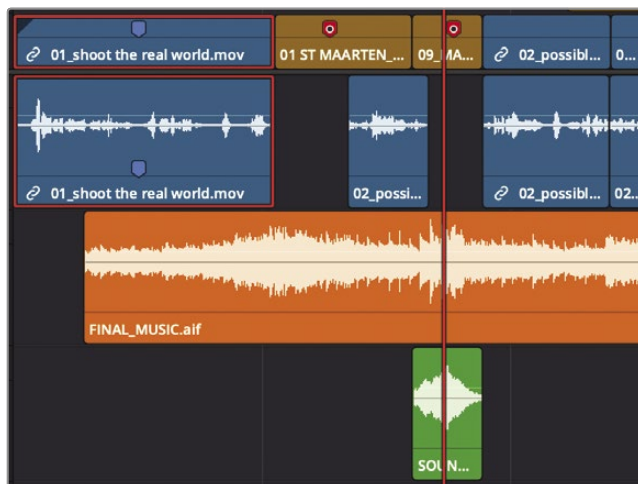 01_shoot the real world.mov
01 ST MAARTEN_...
09_MA...
02_possibl...
0...
01_shoot the real world.mov
02_possi...
02_possibl...
02...
FINAL_MUSIC.aif
SOUN...